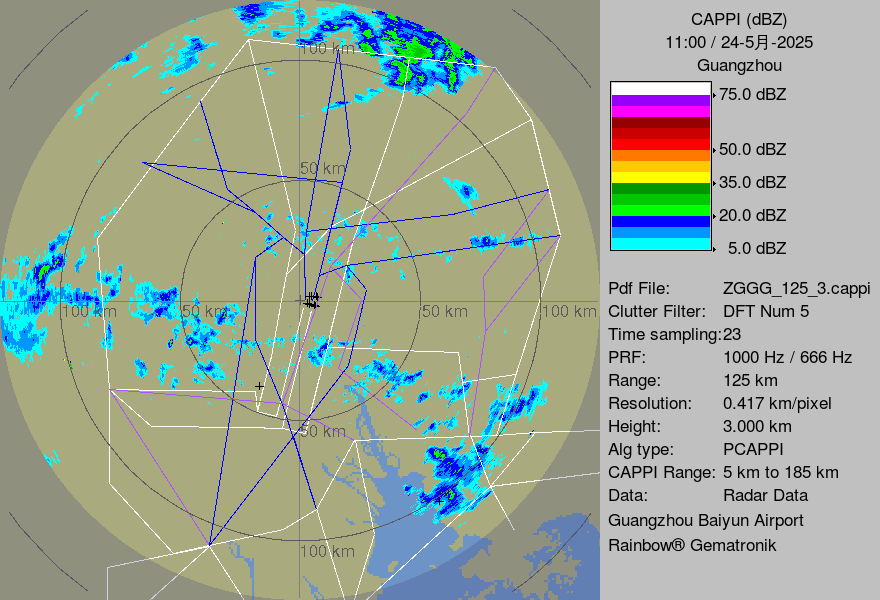 CAPPI (dBZ)
11:00 / 24-5月-2025
Guangzhou
75.0 dBZ
50.0 dBZ
35.0 dBZ
20.0 dBZ
5.0 dBZ
Pdf File: ZGGG_125_3.cappi
Clutter Filter: DFT Num 5
Time sampling:23
PRF: 1000 Hz / 666 Hz
Range: 125 km
Resolution: 0.417 km/pixel
Height: 3.000 km
Alg type: PCAPPI
CAPPI Range: 5 km to 185 km
Data: Radar Data
Guangzhou Baiyun Airport
Rainbow® Gematronik
100 km
50 km
100 km
50 km
50 km
100 km
50 km
100 km